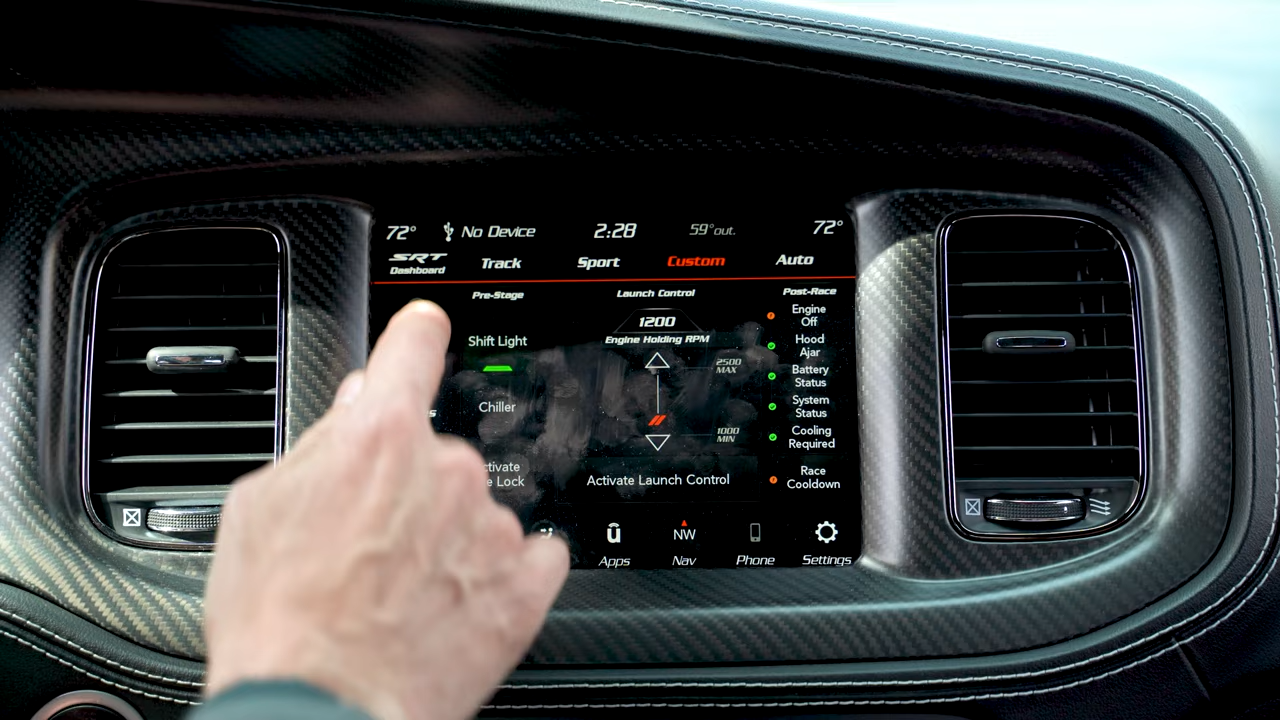 72° No Device 2:28 59°out. 72°
SRT
Dashboard
Track Sport Custom Auto
Pre-Stage
Shift Light
Chiller
Launch Control
1200
Engine Holding RPM
2500
MAX
1000
MIN
Activate Launch Control
Post-Race
Engine
Off
Hood
Ajar
Battery
Status
System
Status
Cooling
Required
Race
Cooldown
Lock
NW
Apps Nav Phone Settings